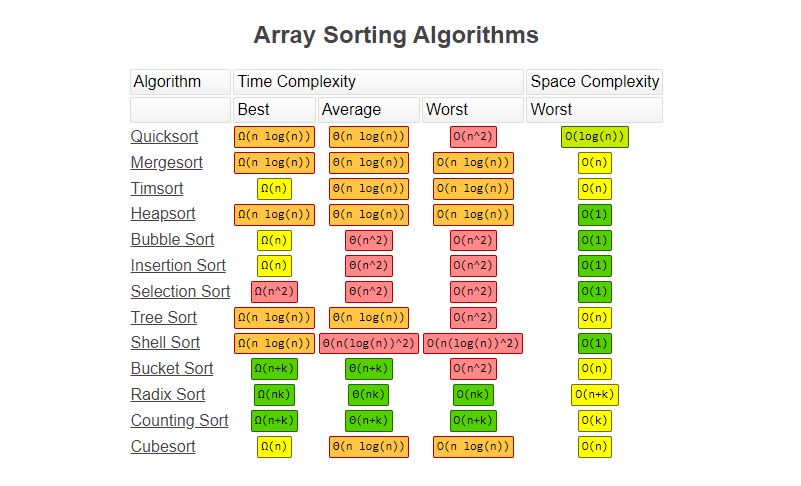 Array Sorting Algorithms
Algorithm Time Complexity Space Complexity
Best Average Worst Worst
Quicksort Ω(n log(n)) Θ(n log(n)) O(n^2) O(log(n))
Mergesort Ω(n log(n)) Θ(n log(n)) O(n log(n)) O(n)
Timsort Ω(n) Θ(n log(n)) O(n log(n)) O(n)
Heapsort Ω(n log(n)) Θ(n log(n)) O(n log(n)) O(1)
Bubble Sort Ω(n) Θ(n^2) O(n^2) O(1)
Insertion Sort Ω(n) Θ(n^2) O(n^2) O(1)
Selection Sort Ω(n^2) Θ(n^2) O(n^2) O(1)
Tree Sort Ω(n log(n)) Θ(n log(n)) O(n^2) O(n)
Shell Sort Ω(n log(n)) Θ(n(log(n))^2) O(n(log(n))^2) O(1)
Bucket Sort Ω(n+k) Θ(n+k) O(n^2) O(n)
Radix Sort Ω(nk) Θ(nk) O(nk) O(n+k)
Counting Sort Ω(n+k) Θ(n+k) O(n+k) O(k)
Cubesort Ω(n) Θ(n log(n)) O(n log(n)) O(n)